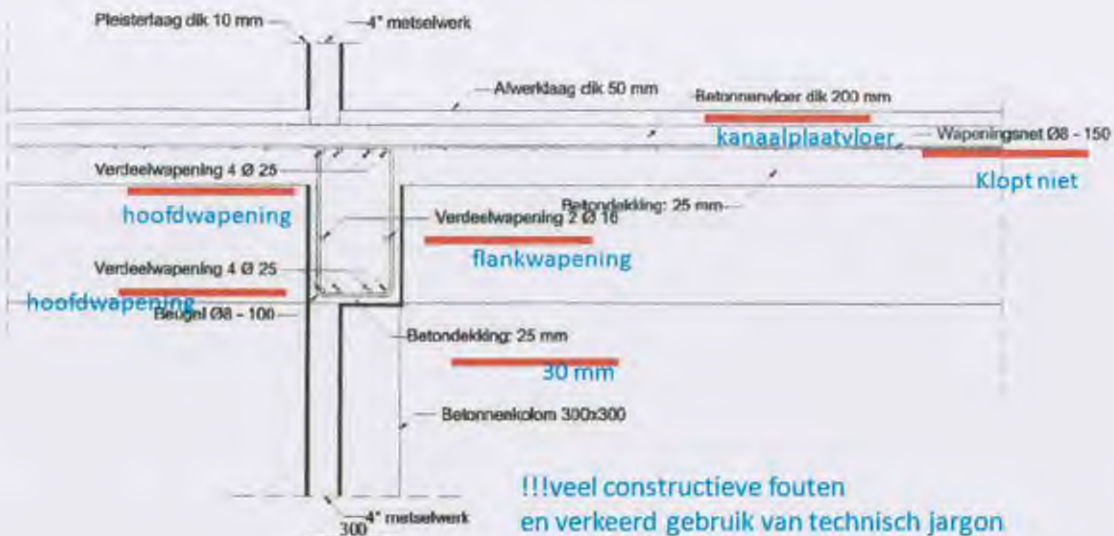 Pleisterlaag dik 10 mm
4" metselwerk
Afwerklaag dik 50 mm
Betonnenvloer dik 200 mm
kanaalplaatvloer
Wapeningsnet Ø8 - 150
Klopt niet
Verdeelwapening 4 Ø 25
hoofdwapening
Betondekking: 25 mm
Verdeelwapening 2 Ø 16
flankwapening
Verdeelwapening 4 Ø 25
hoofdwapening
Beugel Ø8 - 100
Betondekking: 25 mm
30 mm
Betonnenkolom 300x300
4" metselwerk
300
!!!veel constructieve fouten
en verkeerd gebruik van technisch jargon